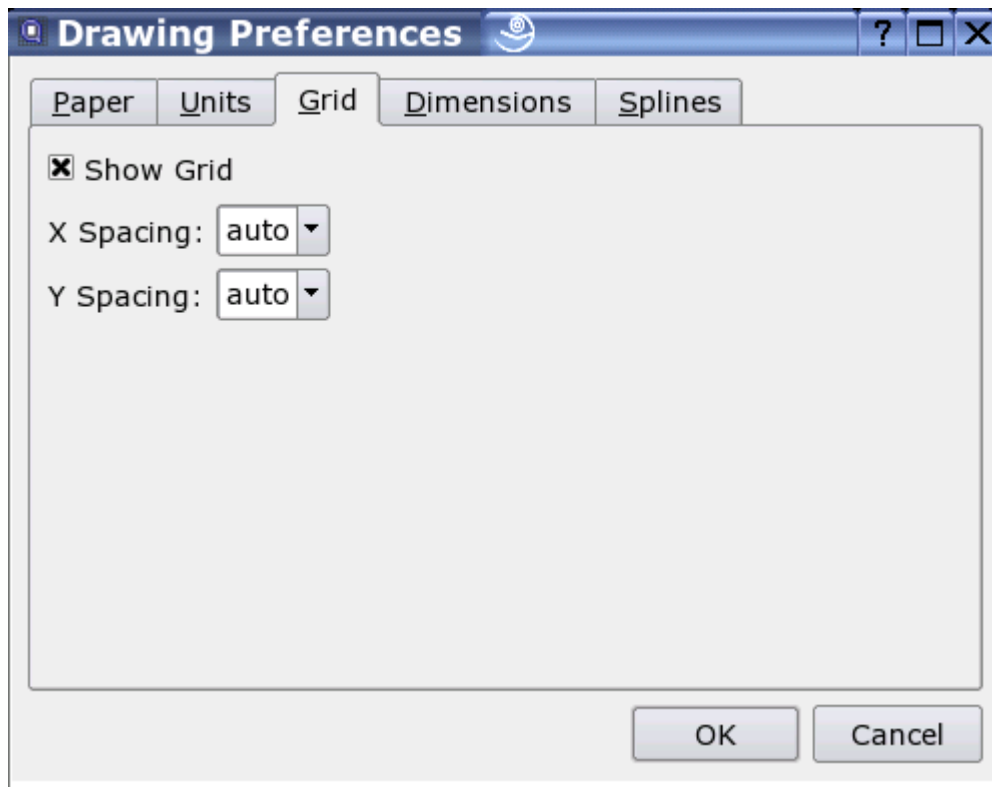 Drawing Preferences ?
Paper Units Grid Dimensions Splines
Show Grid
X Spacing: auto
Y Spacing: auto
OK Cancel